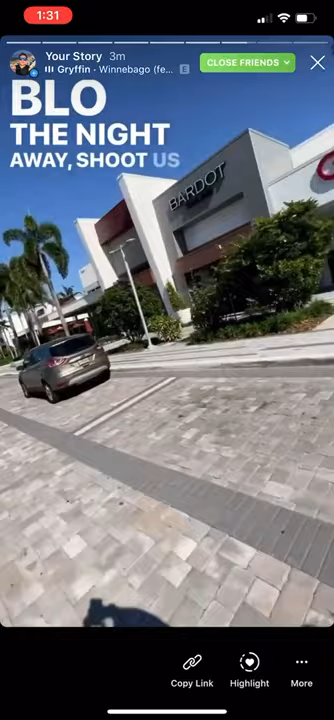 1:31
Your Story 3m
Gryffin · Winnebago (fe...
E
CLOSE FRIENDS
BLO
THE NIGHT
AWAY, SHOOT US
BARDOT
Copy Link
Highlight
More